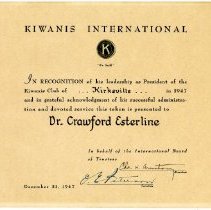 KIWANIS INTERNATIONAL
K
"We Build"
IN RECOGNITION of his leadership as President of the
Kiwanis Club of ...Kirksville... in 1947
and in grateful acknowledgment of his successful administra-
tion and devoted service this token is presented to
Dr. Crawford Esterline
In behalf of the International Board
of Trustees
December 31, 1947